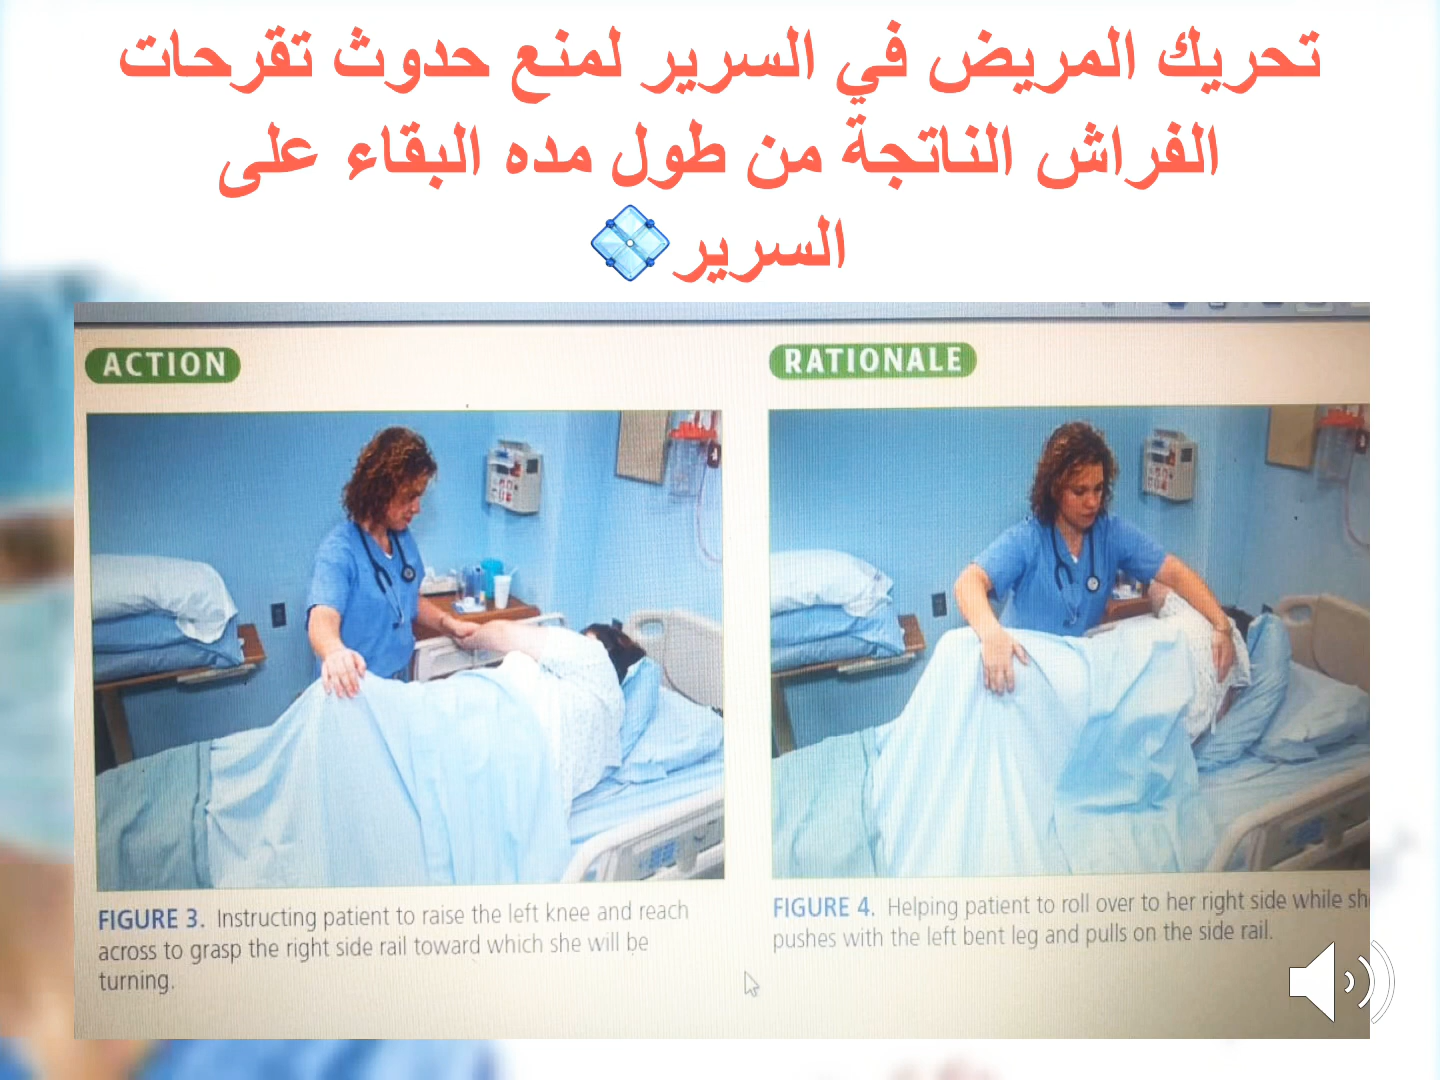 تحريك المريض في السرير لمنع حدوث تقرحات
الفراش الناتجة من طول مده البقاء على
السرير
ACTION
RATIONALE
FIGURE 3. Instructing patient to raise the left knee and reach
across to grasp the right side rail toward which she will be
turning.
FIGURE 4. Helping patient to roll over to her right side while sh
pushes with the left bent leg and pulls on the side rail.